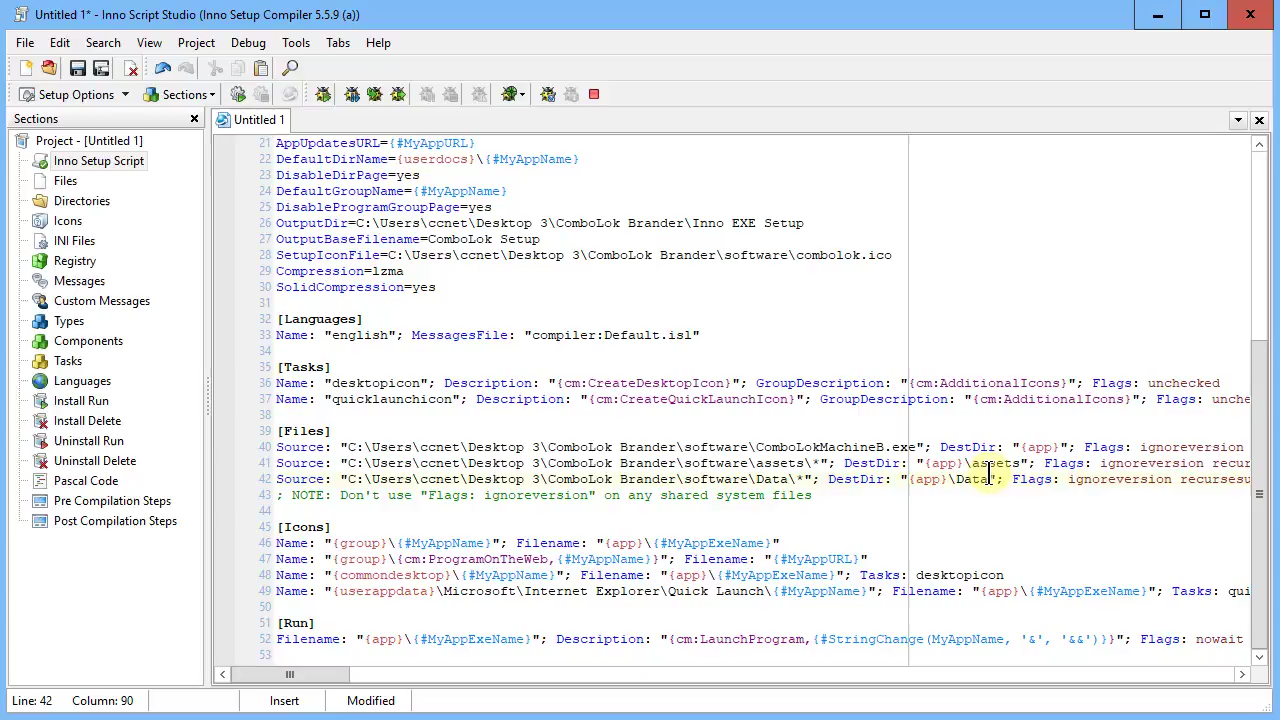 Untitled 1* - Inno Script Studio (Inno Setup Compiler 5.5.9 (a))
File Edit Search View Project Debug Tools Tabs Help
Setup Options Sections
Sections
Untitled 1
Project - [Untitled 1]
Inno Setup Script
Files
Directories
Icons
INI Files
Registry
Messages
Custom Messages
Types
Components
Tasks
Languages
Install Run
Install Delete
Uninstall Run
Uninstall Delete
Pascal Code
Pre Compilation Steps
Post Compilation Steps
21 AppUpdatesURL={#MyAppURL}
22 DefaultDirName={userdocs}\{#MyAppName}
23 DisableDirPage=yes
24 DefaultGroupName={#MyAppName}
25 DisableProgramGroupPage=yes
26 OutputDir=C:\Users\ccnet\Desktop 3\ComboLok Brander\Inno EXE Setup
27 OutputBaseFilename=ComboLok Setup
28 SetupIconFile=C:\Users\ccnet\Desktop 3\ComboLok Brander\software\combolok.ico
29 Compression=lzma
30 SolidCompression=yes
31
32 [Languages]
33 Name: "english"; MessagesFile: "compiler:Default.isl"
34
35 [Tasks]
36 Name: "desktopicon"; Description: "{cm:CreateDesktopIcon}"; GroupDescription: "{cm:AdditionalIcons}"; Flags: unchecked
37 Name: "quicklaunchicon"; Description: "{cm:CreateQuickLaunchIcon}"; GroupDescription: "{cm:AdditionalIcons}"; Flags: unche
38
39 [Files]
40 Source: "C:\Users\ccnet\Desktop 3\ComboLok Brander\software\ComboLokMachineB.exe"; DestDir: "{app}"; Flags: ignoreversion
41 Source: "C:\Users\ccnet\Desktop 3\ComboLok Brander\software\assets\*"; DestDir: "{app}\assets"; Flags: ignoreversion recur
42 Source: "C:\Users\ccnet\Desktop 3\ComboLok Brander\software\Data\*"; DestDir: "{app}\Data"; Flags: ignoreversion recursesu
43 ; NOTE: Don't use "Flags: ignoreversion" on any shared system files
44
45 [Icons]
46 Name: "{group}\{#MyAppName}"; Filename: "{app}\{#MyAppExeName}"
47 Name: "{group}\{cm:ProgramOnTheWeb,{#MyAppName}}"; Filename: "{#MyAppURL}"
48 Name: "{commondesktop}\{#MyAppName}"; Filename: "{app}\{#MyAppExeName}"; Tasks: desktopicon
49 Name: "{userappdata}\Microsoft\Internet Explorer\Quick Launch\{#MyAppName}"; Filename: "{app}\{#MyAppExeName}"; Tasks: qui
50
51 [Run]
52 Filename: "{app}\{#MyAppExeName}"; Description: "{cm:LaunchProgram,{#StringChange(MyAppName, '&', '&&')}}"; Flags: nowait
53
Line: 42 Column: 90 Insert Modified